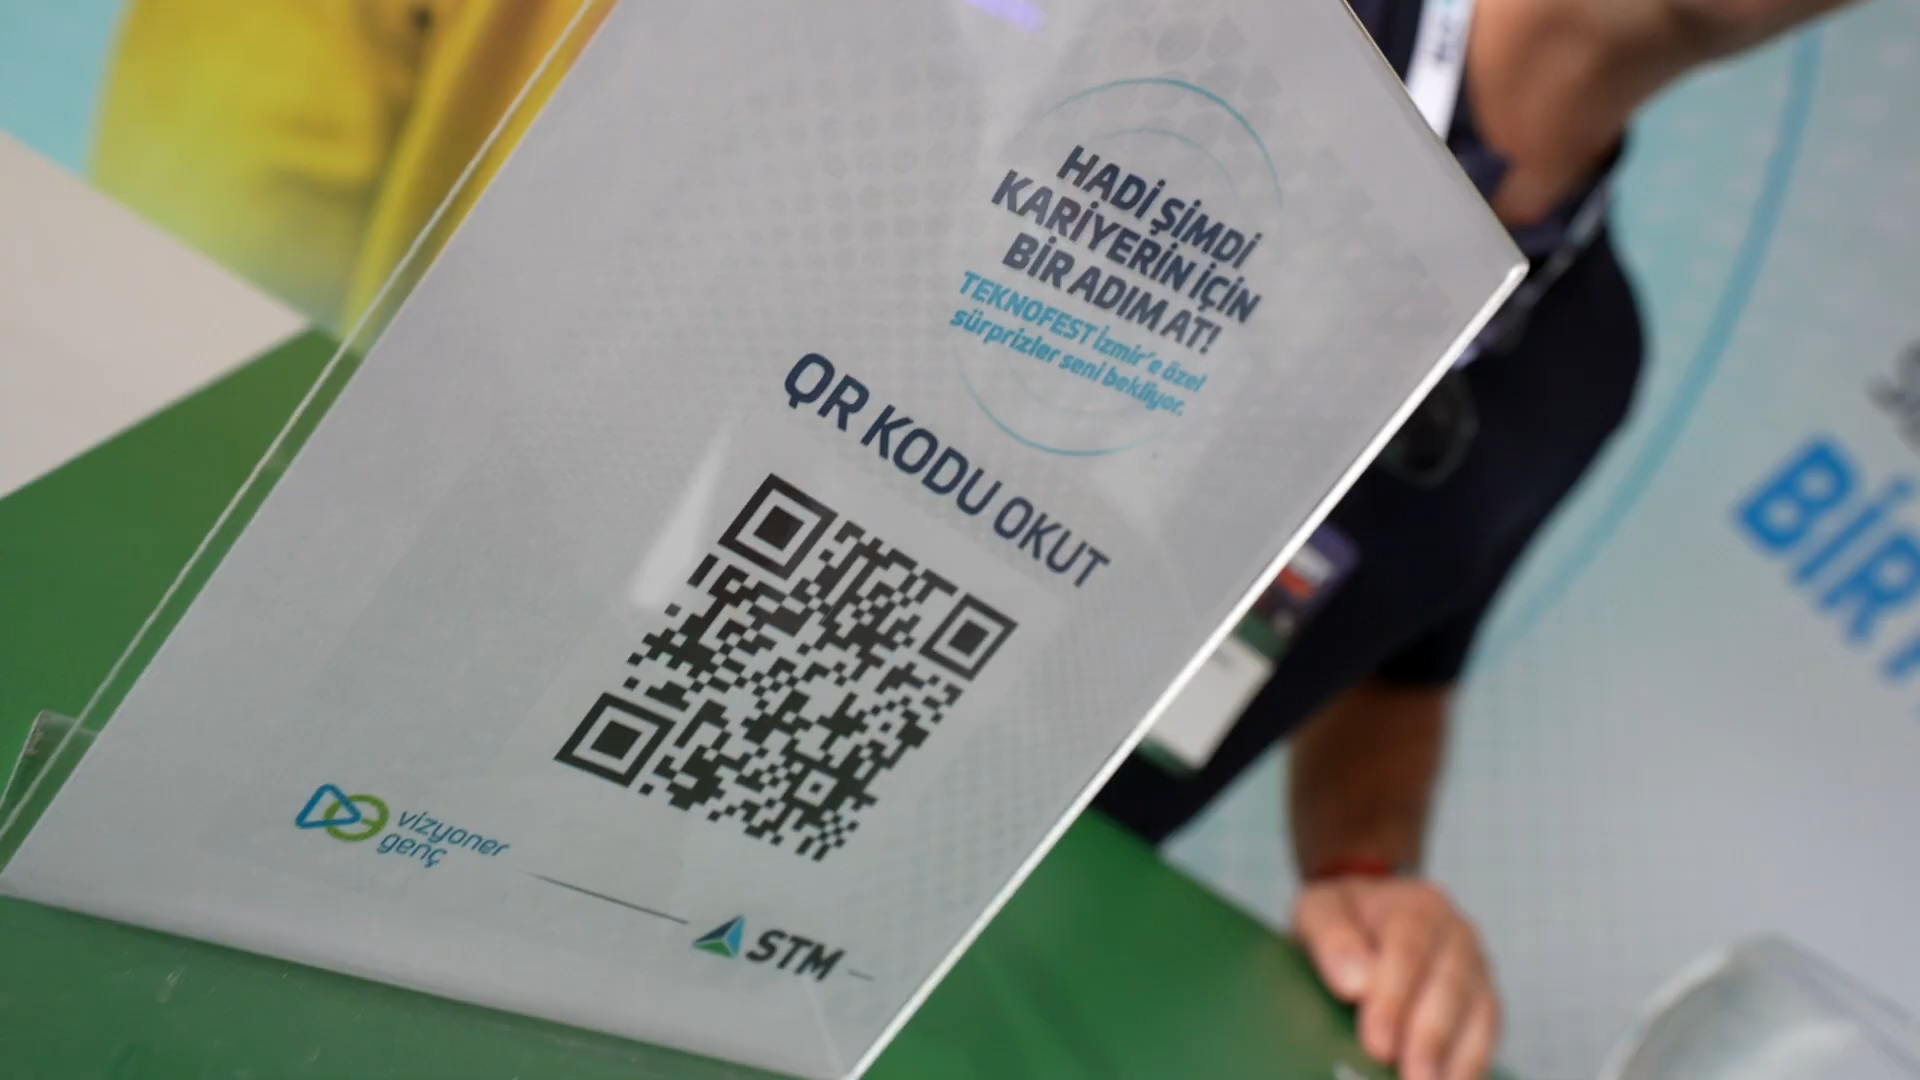 HADİ ŞİMDİ
KARİYERİN İÇİN
BİR ADIM AT!
TEKNOFEST İzmir'e özel
sürprizler seni bekliyor.
QR KODU OKUT
vizyoner
genç
STM
BİR